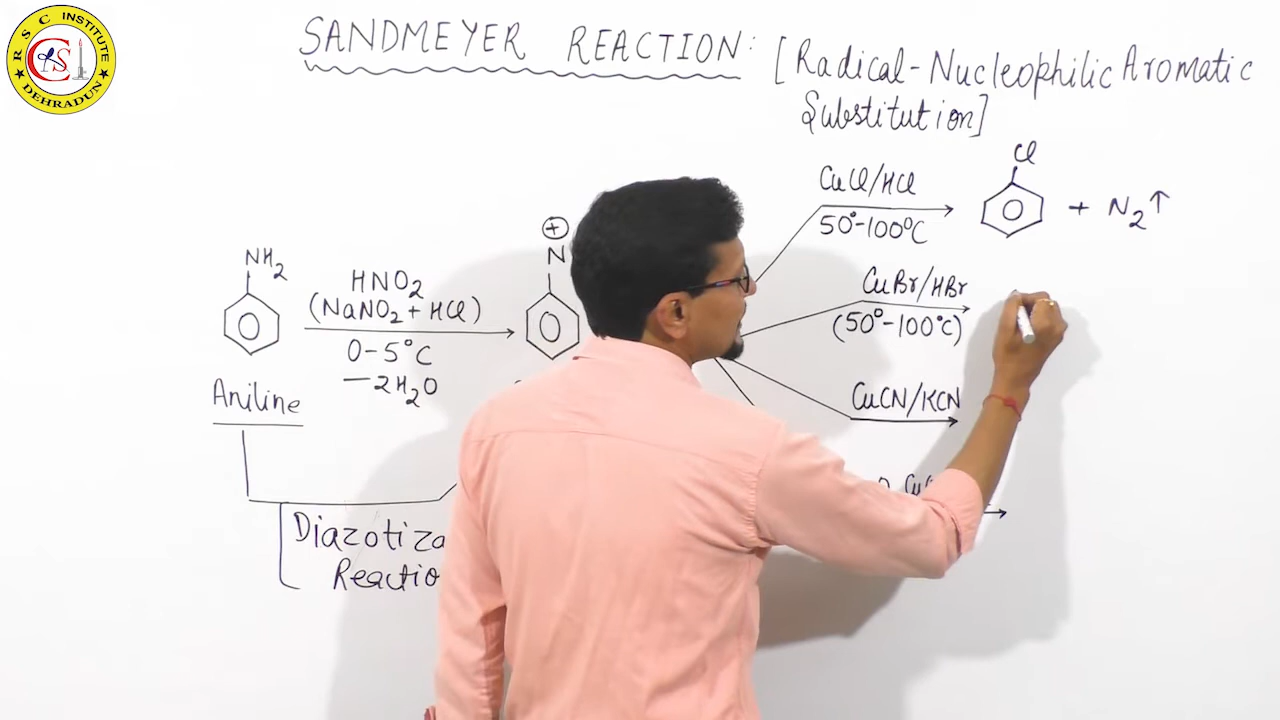 RSC INSTITUTE
DEHRADUN
SANDMEYER REACTION: [Radical-Nucleophilic Aromatic
Substitution]
CuCl/HCl
50°-100°C
Cl
+ N2↑
NH2
HNO2
(NaNO2 + HCl)
0-5°C
-2H2O
Aniline
⊕
N
CuBr/HBr
(50°-100°C)
CuCN/KCN
Diazotiza
Reactio